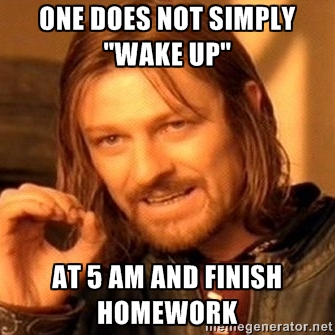 ONE DOES NOT SIMPLY
"WAKE UP"
AT 5 AM AND FINISH
HOMEWORK
memegenerator.net